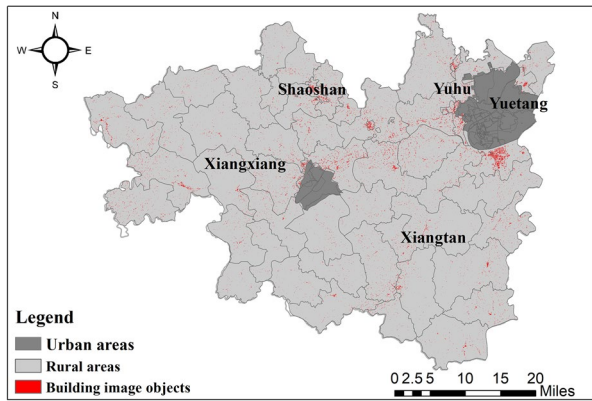 N
W E
S
Shaoshan
Yuhu
Yuetang
Xiangxiang
Xiangtan
Legend
Urban areas
Rural areas
Building image objects
0 2.5 5 10 15 20
Miles